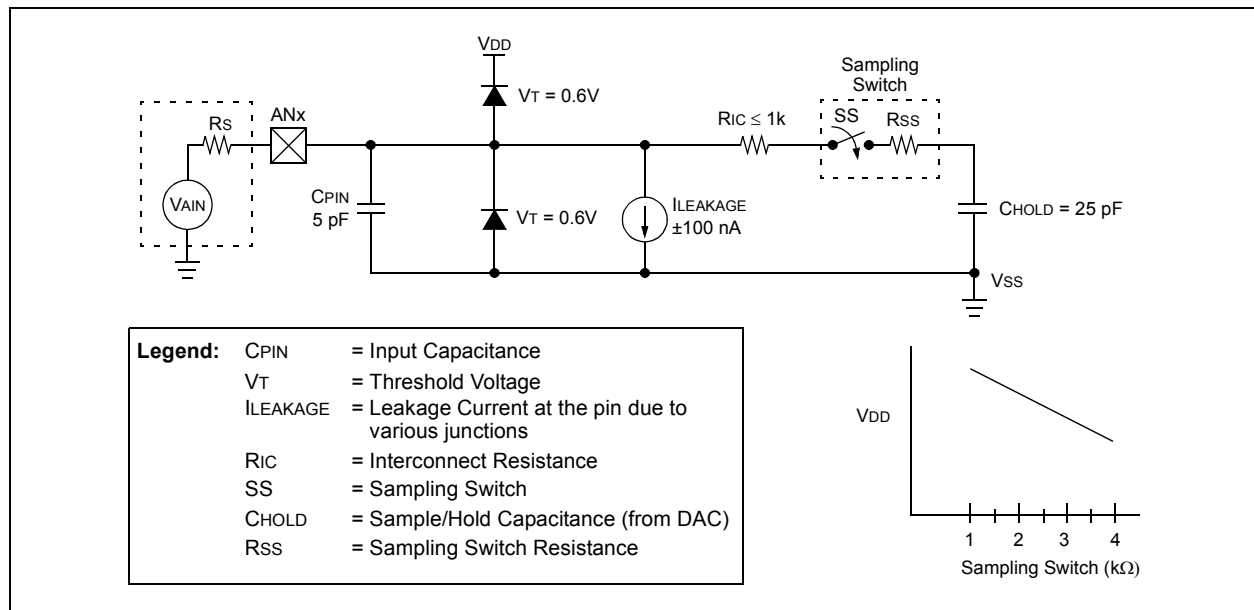 VDD
Sampling
Switch
VT = 0.6V
RS
ANx
RIC ≤ 1k
SS
RSS
VAIN
CPIN
5 pF
VT = 0.6V
ILEAKAGE
±100 nA
CHOLD = 25 pF
VSS
Legend: CPIN = Input Capacitance
VT = Threshold Voltage
ILEAKAGE = Leakage Current at the pin due to
various junctions
RIC = Interconnect Resistance
SS = Sampling Switch
CHOLD = Sample/Hold Capacitance (from DAC)
RSS = Sampling Switch Resistance
VDD
1 2 3 4
Sampling Switch (kΩ)